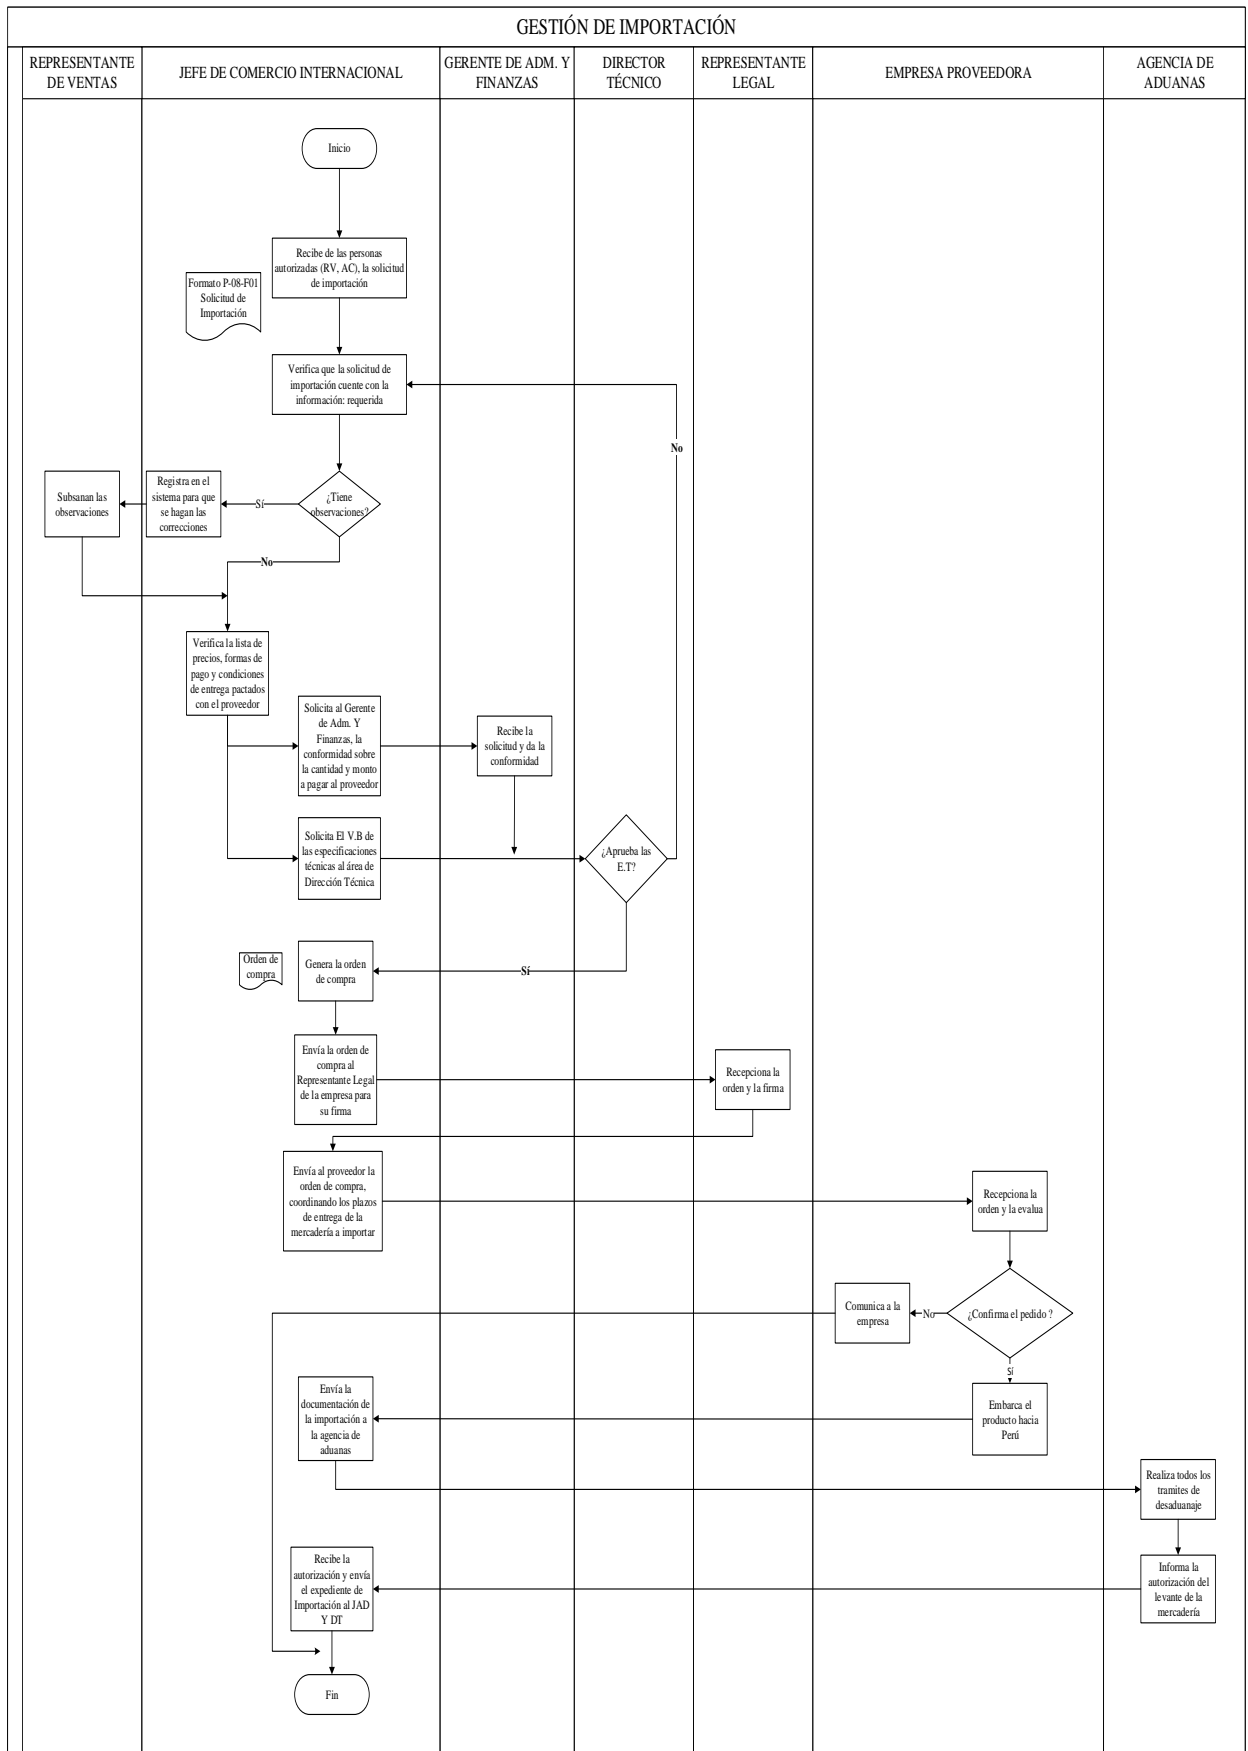 GESTIÓN DE IMPORTACIÓN
REPRESENTANTE
DE VENTAS
JEFE DE COMERCIO INTERNACIONAL
GERENTE DE ADM. Y
FINANZAS
DIRECTOR
TÉCNICO
REPRESENTANTE
LEGAL
EMPRESA PROVEEDORA
AGENCIA DE
ADUANAS
Inicio
Recibe de las personas
autorizadas (RV, AC), la solicitud
de importación
Formato P-08-F01
Solicitud de
Importación
Verifica que la solicitud de
importación cuente con la
información: requerida
No
Subsanan las
observaciones
Registra en el
sistema para que
se hagan las
correcciones
Sí
¿Tiene
observaciones?
No
Verifica la lista de
precios, formas de
pago y condiciones
de entrega pactados
con el proveedor
Solicita al Gerente
de Adm. Y
Finanzas, la
conformidad sobre
la cantidad y monto
a pagar al proveedor
Recibe la
solicitud y da la
conformidad
Solicita El V.B de
las especificaciones
técnicas al área de
Dirección Técnica
¿Aprueba las
E.T?
Orden de
compra
Genera la orden
de compra
Sí
Envía la orden de
compra al
Representante Legal
de la empresa para
su firma
Recepciona la
orden y la firma
Envía al proveedor la
orden de compra,
coordinando los plazos
de entrega de la
mercadería a importar
Recepciona la
orden y la evalua
Comunica a la
empresa
No
¿Confirma el pedido ?
Sí
Envía la
documentación de
la importación a
la agencia de
aduanas
Embarca el
producto hacia
Perú
Realiza todos los
tramites de
desaduanaje
Recibe la
autorización y envía
el expediente de
Importación al JAD
Y DT
Informa la
autorización del
levante de la
mercadería
Fin